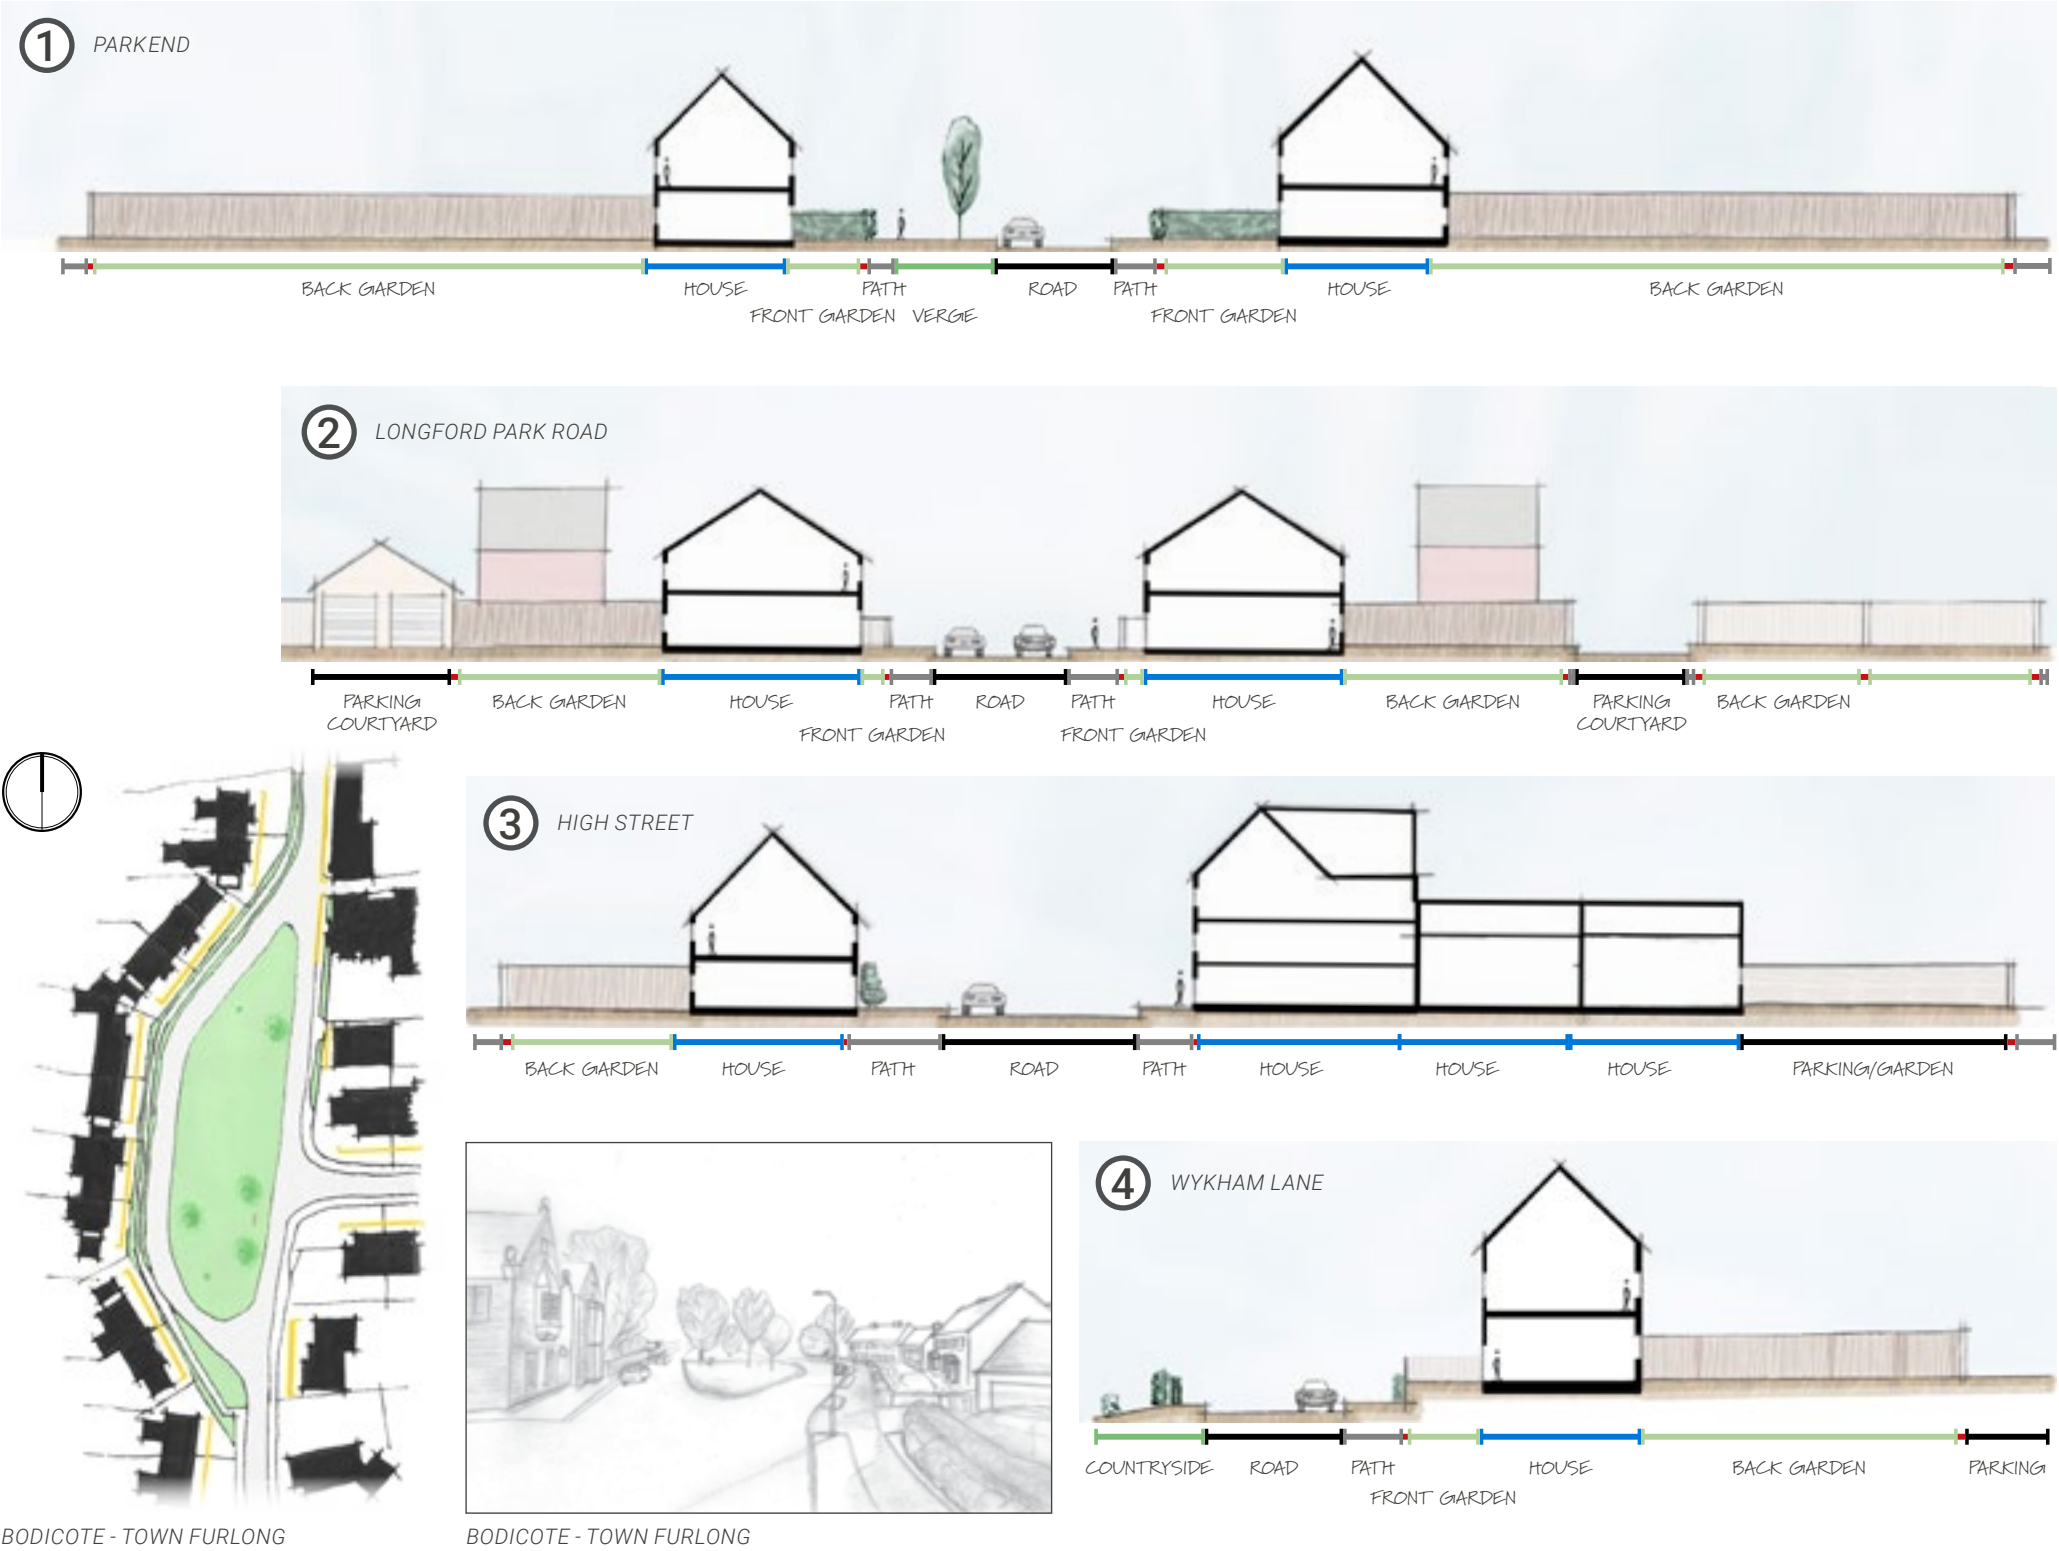 1 PARKEND
BACK GARDEN HOUSE PATH ROAD PATH HOUSE BACK GARDEN
FRONT GARDEN VERGE FRONT GARDEN
2 LONGFORD PARK ROAD
PARKING COURTYARD BACK GARDEN HOUSE PATH ROAD PATH HOUSE BACK GARDEN PARKING COURTYARD BACK GARDEN
FRONT GARDEN FRONT GARDEN
3 HIGH STREET
BACK GARDEN HOUSE PATH ROAD PATH HOUSE HOUSE HOUSE PARKING/GARDEN
4 WYKHAM LANE
COUNTRYSIDE ROAD PATH HOUSE BACK GARDEN PARKING
FRONT GARDEN
BODICOTE - TOWN FURLONG
BODICOTE - TOWN FURLONG